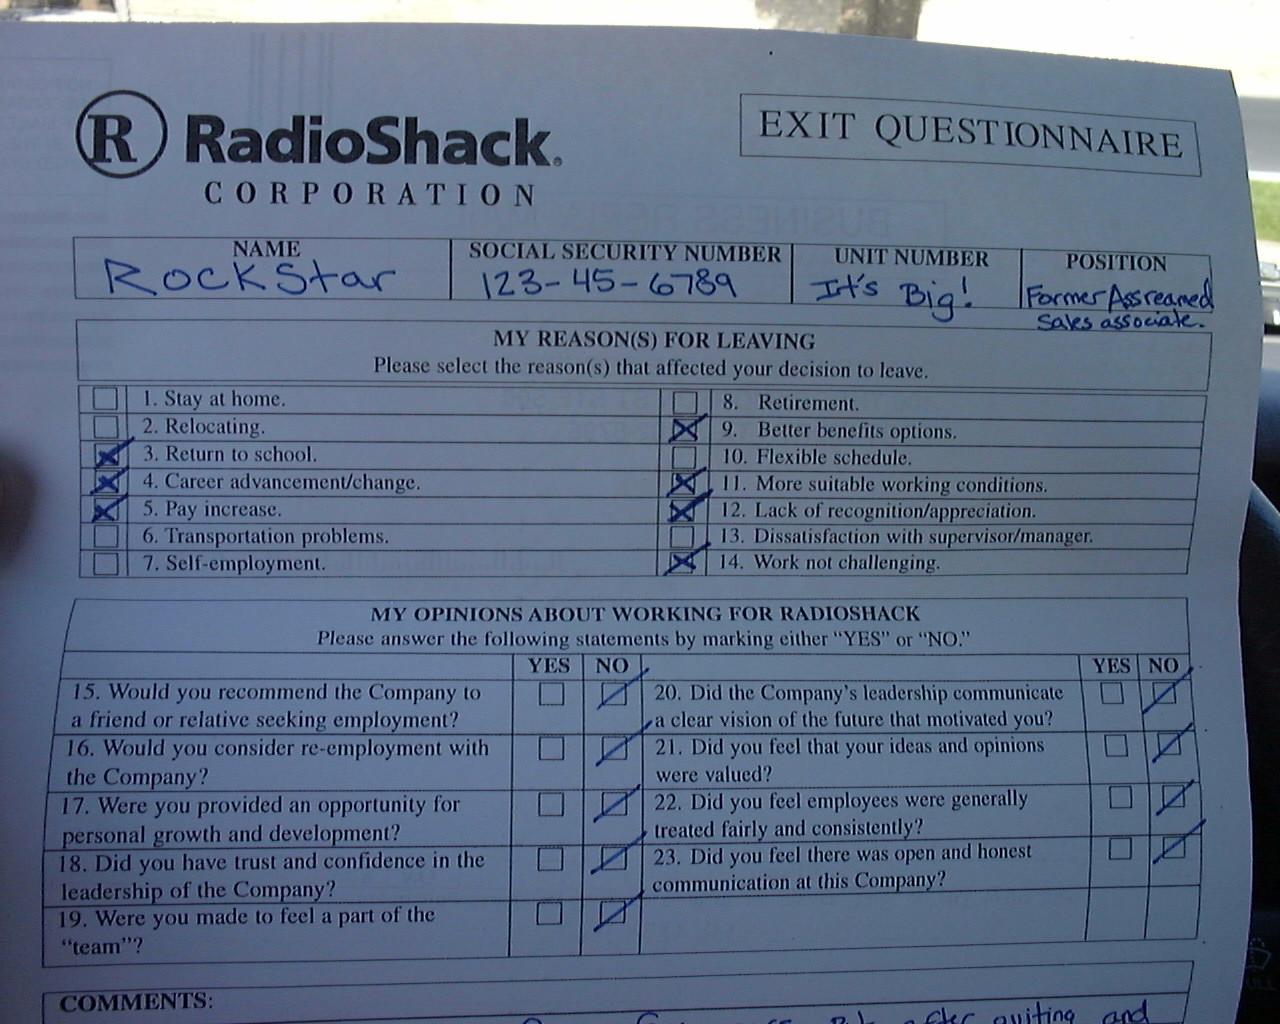 R RadioShack.
CORPORATION
EXIT QUESTIONNAIRE
NAME
RockStar
SOCIAL SECURITY NUMBER
123-45-6789
UNIT NUMBER
It's Big!
POSITION
Former Assreamed
Sales associate.
MY REASON(S) FOR LEAVING
Please select the reason(s) that affected your decision to leave.
1. Stay at home.
2. Relocating.
3. Return to school.
4. Career advancement/change.
5. Pay increase.
6. Transportation problems.
7. Self-employment.
8. Retirement.
9. Better benefits options.
10. Flexible schedule.
11. More suitable working conditions.
12. Lack of recognition/appreciation.
13. Dissatisfaction with supervisor/manager.
14. Work not challenging.
MY OPINIONS ABOUT WORKING FOR RADIOSHACK
Please answer the following statements by marking either "YES" or "NO."
YES NO
15. Would you recommend the Company to
a friend or relative seeking employment?
16. Would you consider re-employment with
the Company?
17. Were you provided an opportunity for
personal growth and development?
18. Did you have trust and confidence in the
leadership of the Company?
19. Were you made to feel a part of the
"team"?
YES NO
20. Did the Company's leadership communicate
a clear vision of the future that motivated you?
21. Did you feel that your ideas and opinions
were valued?
22. Did you feel employees were generally
treated fairly and consistently?
23. Did you feel there was open and honest
communication at this Company?
COMMENTS:
after quiting and